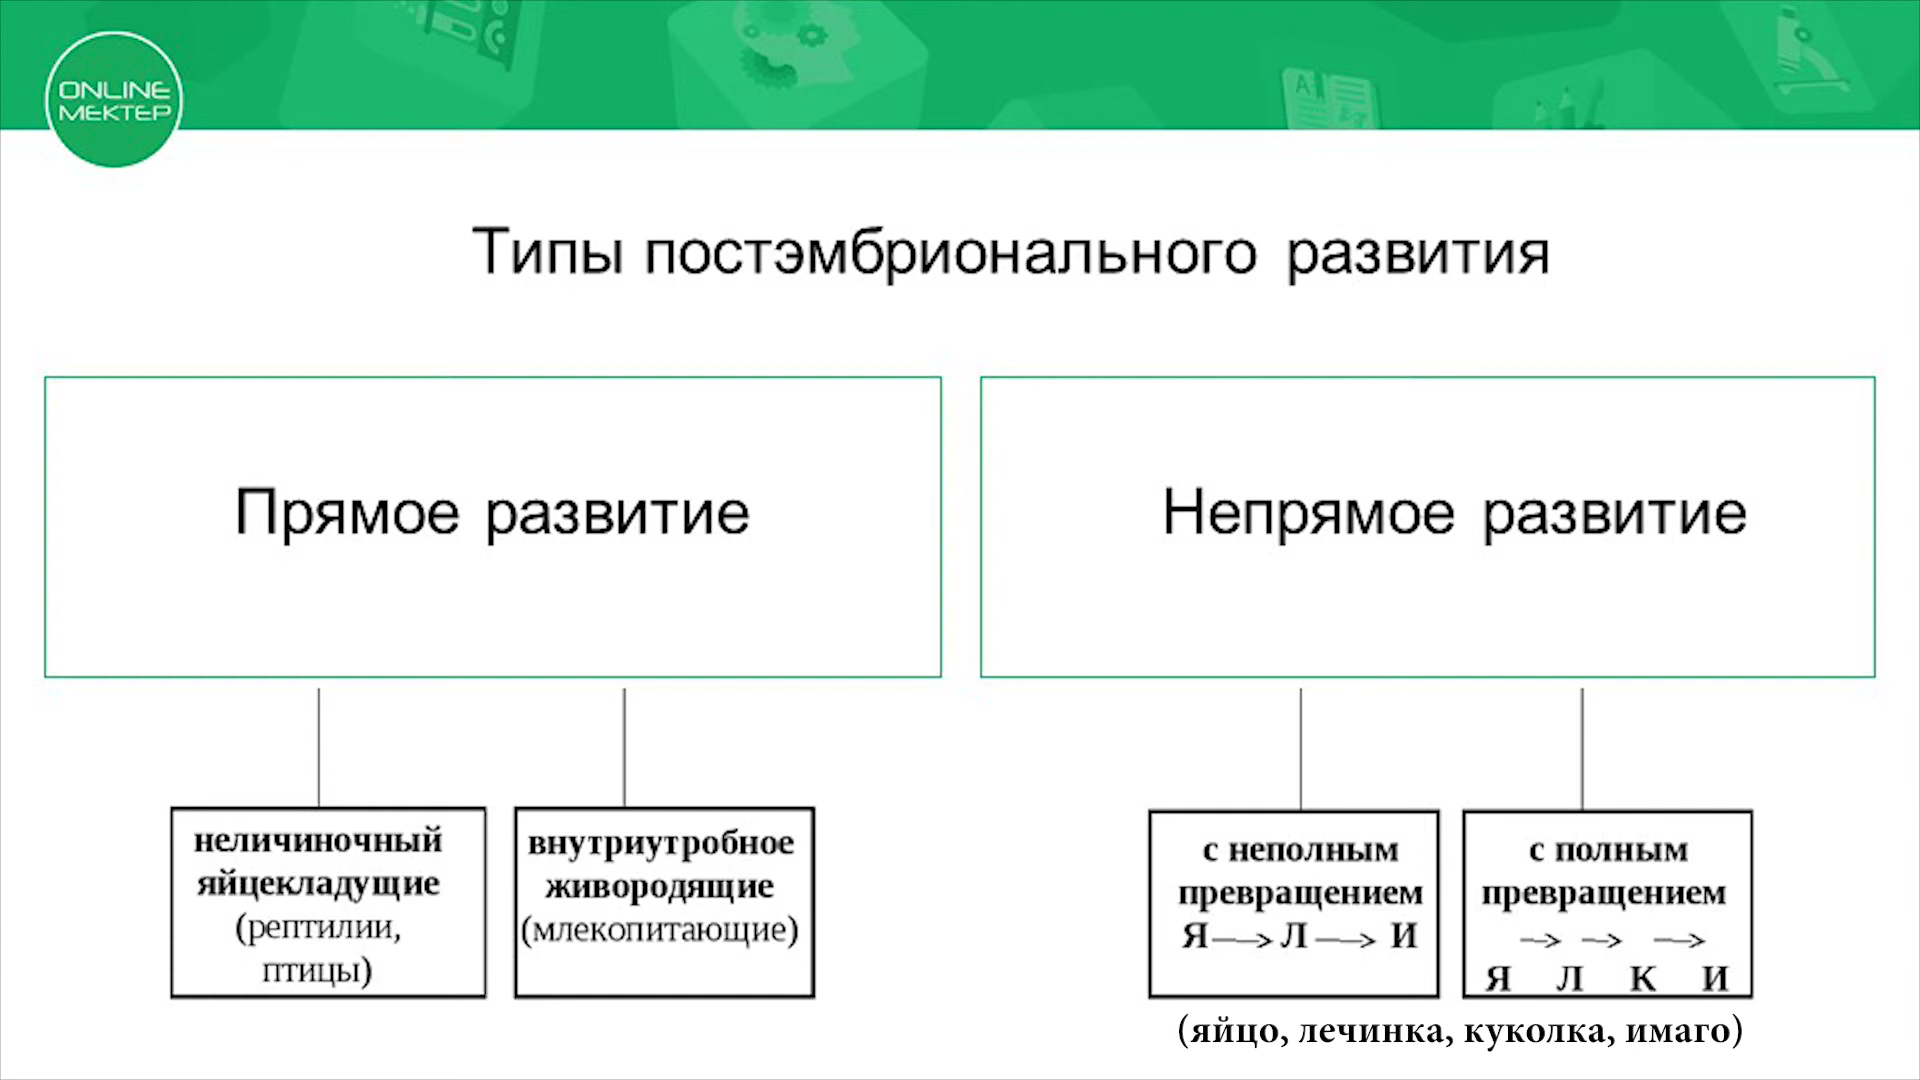 ONLINE
МЕКТЕР
Типы постэмбрионального развития
Прямое развитие
Непрямое развитие
неличиночный
яйцекладущие
(рептилии,
птицы)
внутриутробное
живородящие
(млекопитающие)
с неполным
превращением
Я—>Л—> И
с полным
превращением
—> —> —>
Я Л К И
(яйцо, лечинка, куколка, имаго)